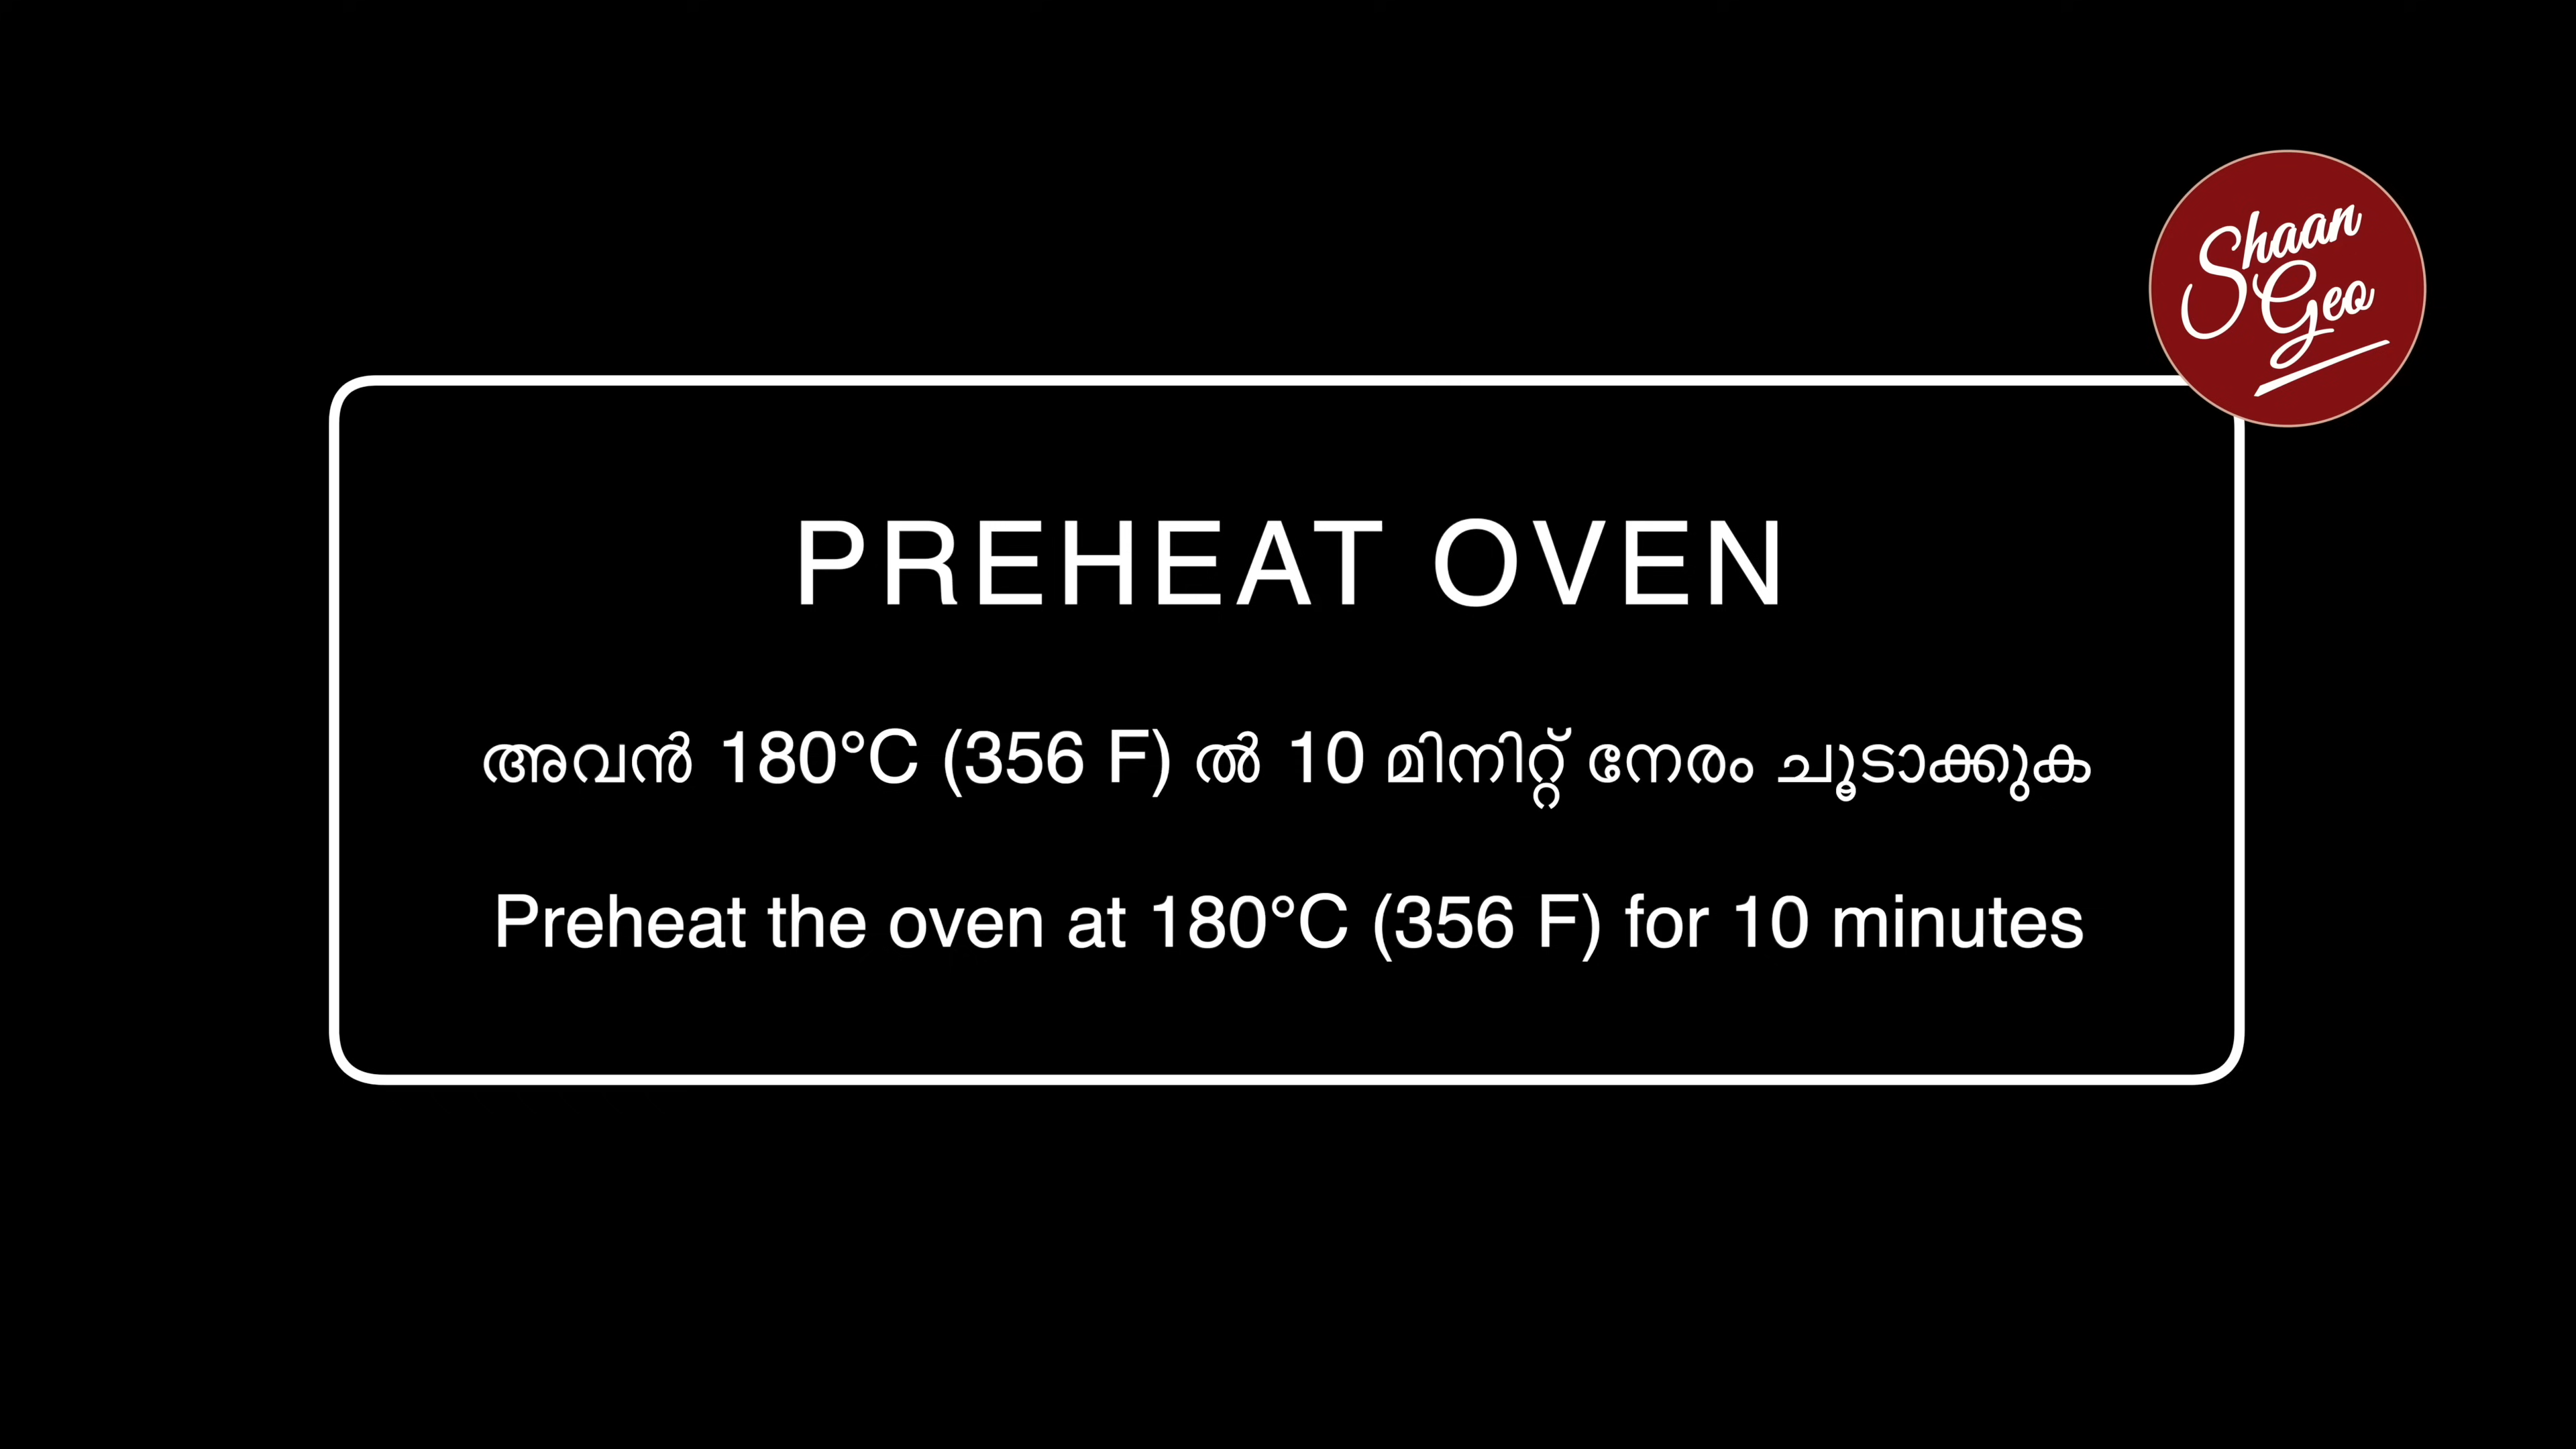 Shaan
Geo
PREHEAT OVEN
അവൻ 180°C (356 F) ൽ 10 മിനിറ്റ് നേരം ചൂടാക്കുക
Preheat the oven at 180°C (356 F) for 10 minutes